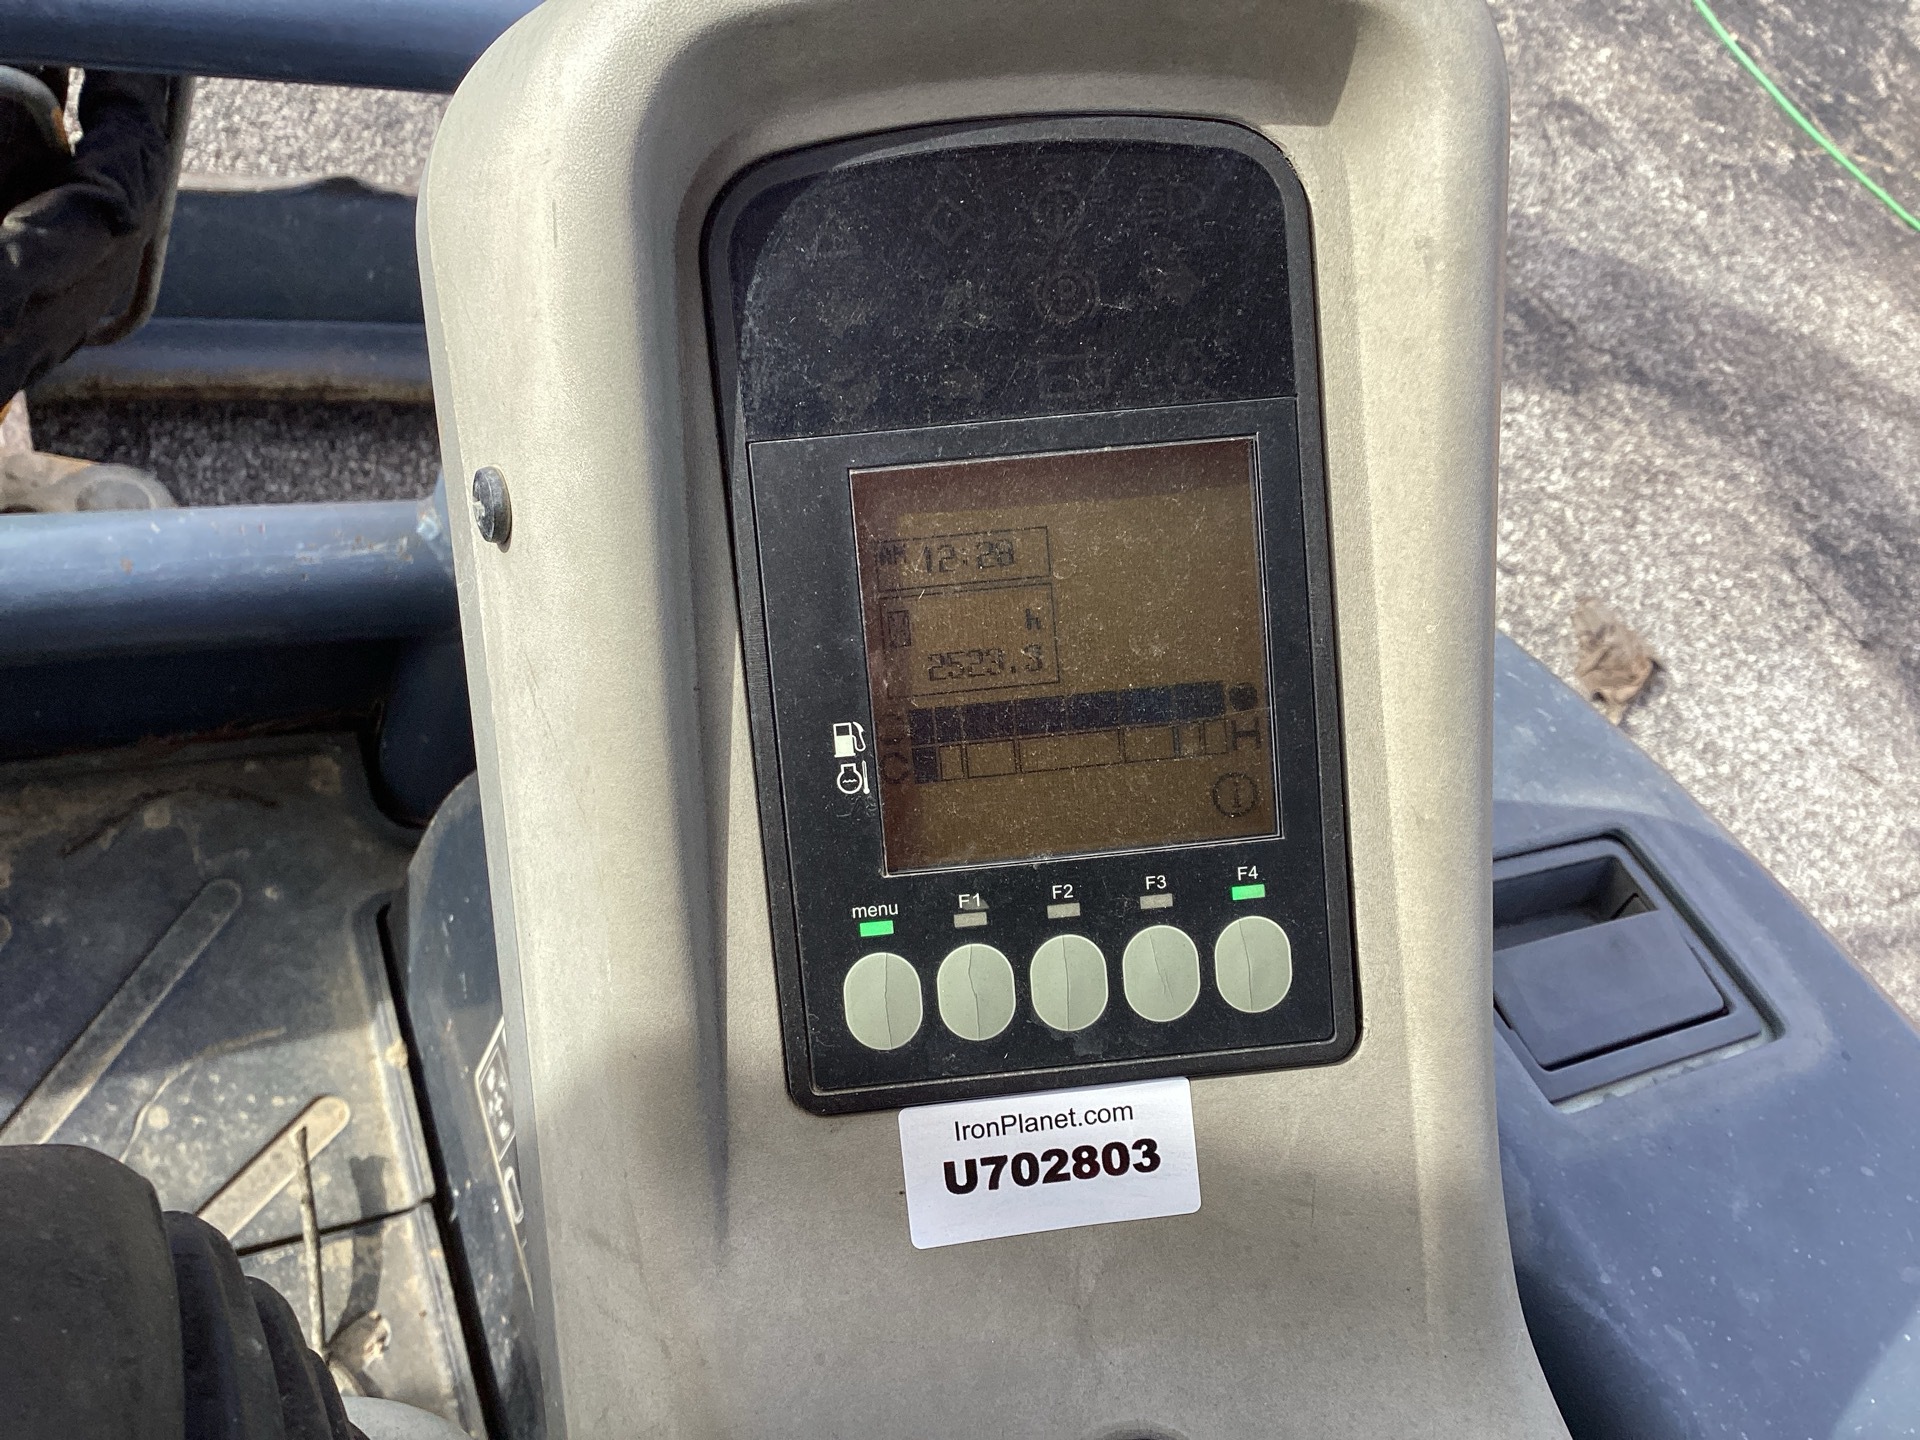 AM 12:28
h
2523.3
C H
menu F1 F2 F3 F4
IronPlanet.com
U702803